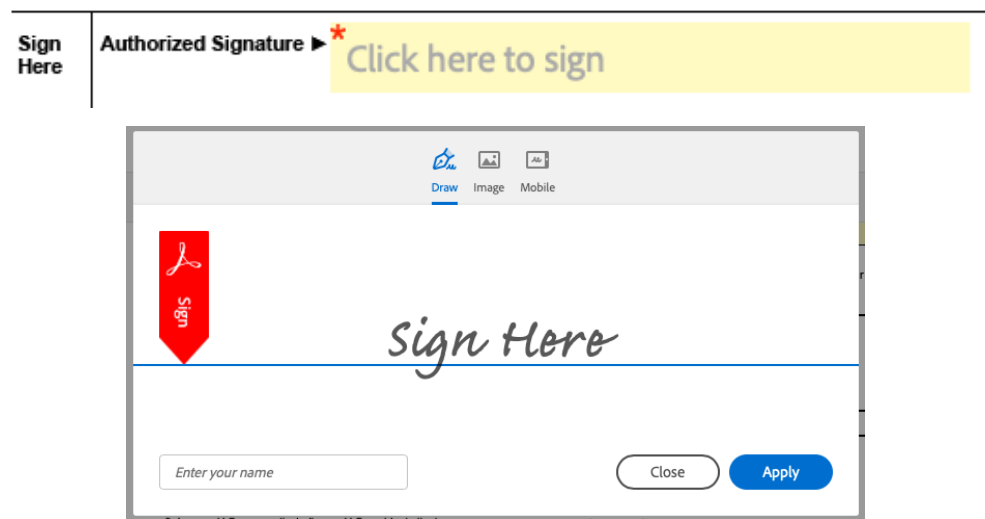 Sign
Here
Authorized Signature ►
*
Click here to sign
Draw Image Mobile
Sign
Sign Here
Enter your name
Close
Apply